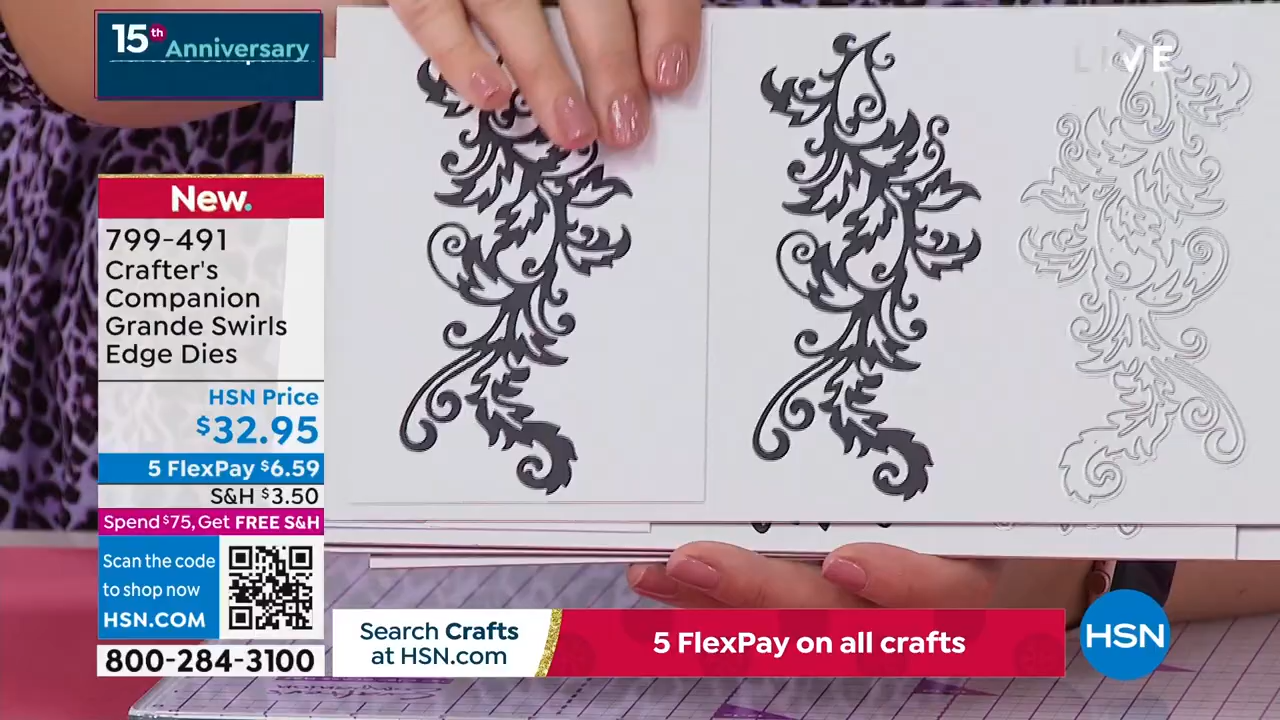 15th Anniversary
LIVE
New.
799-491
Crafter's
Companion
Grande Swirls
Edge Dies
HSN Price
$32.95
5 FlexPay $6.59
S&H $3.50
Spend $75, Get FREE S&H
Scan the code
to shop now
HSN.COM
800-284-3100
Search Crafts
at HSN.com
5 FlexPay on all crafts
HSN